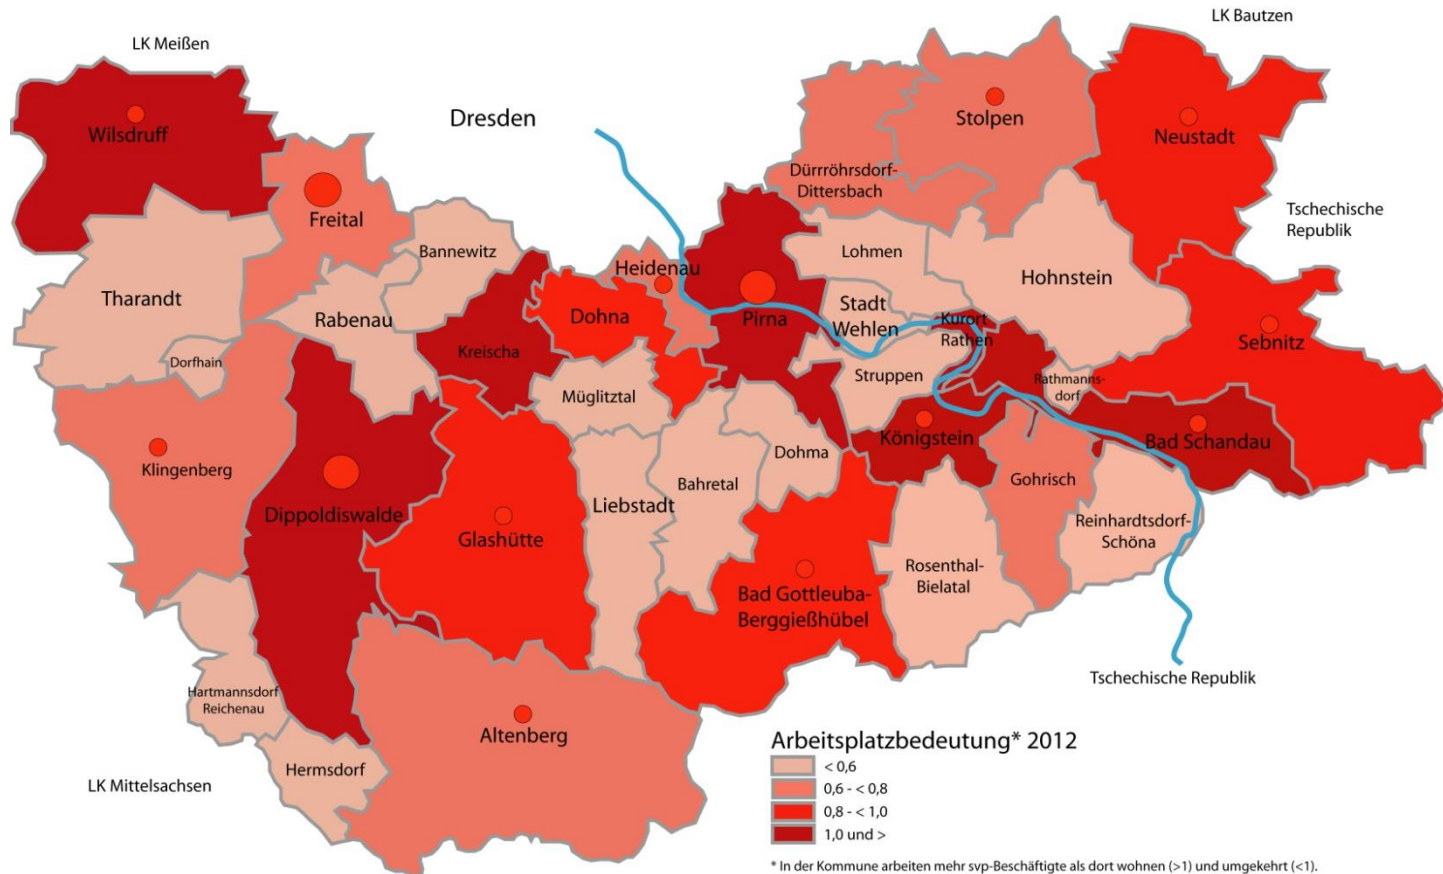 LK Meißen
LK Bautzen
Wilsdruff
Dresden
Stolpen
Neustadt
Dürrröhrsdorf-
Dittersbach
Freital
Tschechische
Republik
Bannewitz
Lohmen
Heidenau
Hohnstein
Tharandt
Rabenau
Dohna
Pirna
Stadt
Wehlen
Kurort
Rathen
Sebnitz
Kreischa
Dorfhain
Struppen
Rathmanns-
dorf
Müglitztal
Königstein
Bad Schandau
Klingenberg
Dohma
Bahretal
Gohrisch
Liebstadt
Dippoldiswalde
Glashütte
Reinhardtsdorf-
Schöna
Rosenthal-
Bielatal
Bad Gottleuba-
Berggießhübel
Tschechische Republik
Hartmannsdorf
Reichenau
Altenberg
Hermsdorf
LK Mittelsachsen
Arbeitsplatzbedeutung* 2012
< 0,6
0,6 - < 0,8
0,8 - < 1,0
1,0 und >
* In der Kommune arbeiten mehr svp-Beschäftigte als dort wohnen (>1) und umgekehrt (<1).